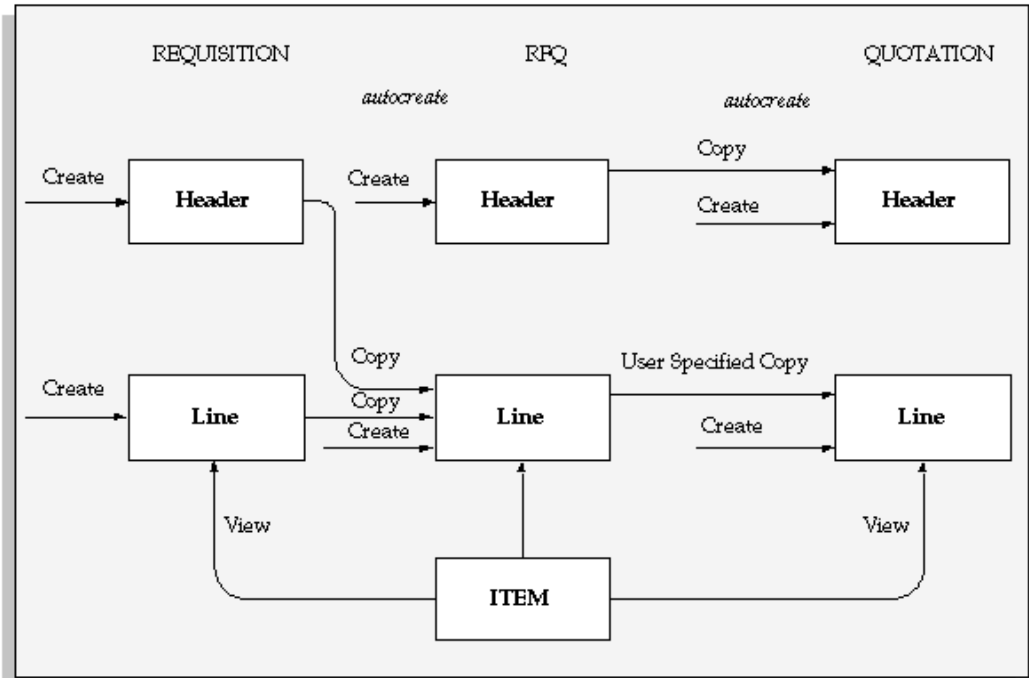 REQUISITION RFQ QUOTATION
autocreate autocreate
Copy
Create Header Create Header Create Header
Copy User Specified Copy
Create Line Copy Line Create Line
Create
View View
ITEM